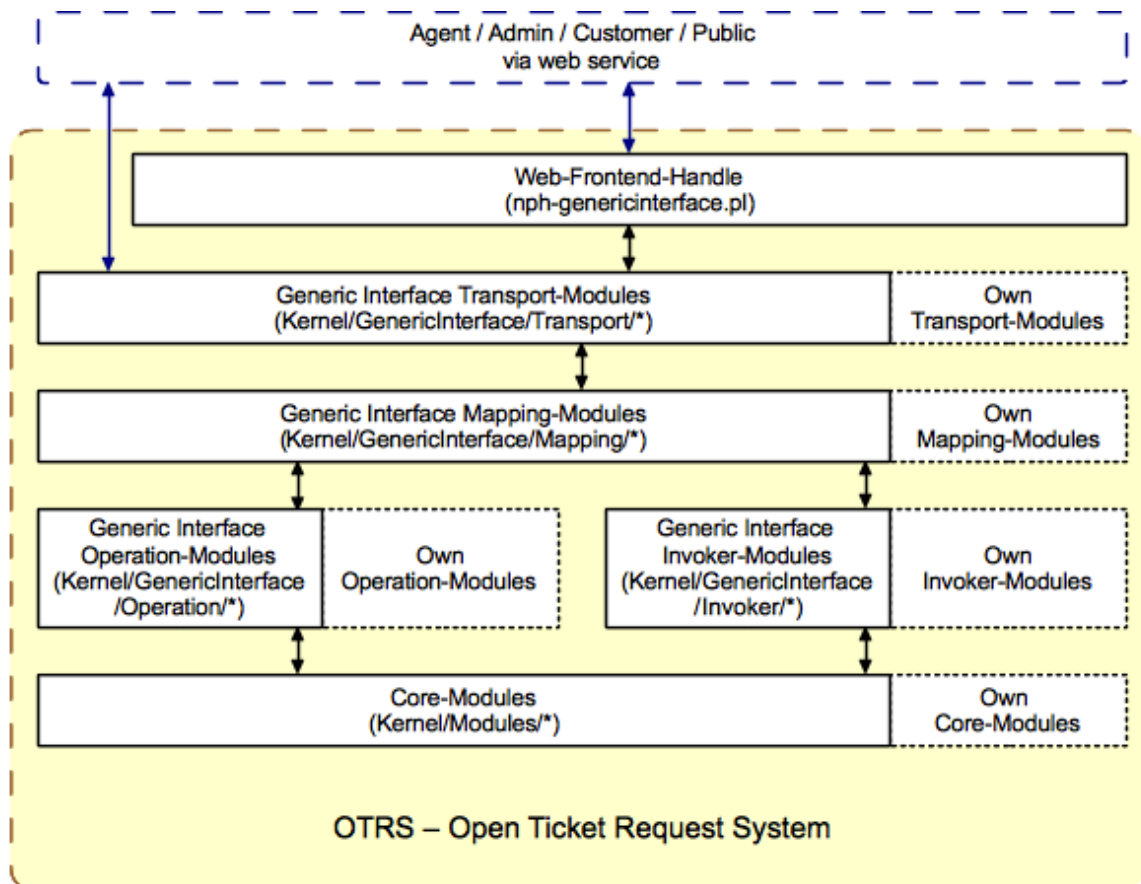 Agent / Admin / Customer / Public
via web service
Web-Frontend-Handle
(nph-genericinterface.pl)
Generic Interface Transport-Modules
(Kernel/GenericInterface/Transport/*)
Own
Transport-Modules
Generic Interface Mapping-Modules
(Kernel/GenericInterface/Mapping/*)
Own
Mapping-Modules
Generic Interface
Operation-Modules
(Kernel/GenericInterface
/Operation/*)
Own
Operation-Modules
Generic Interface
Invoker-Modules
(Kernel/GenericInterface
/Invoker/*)
Own
Invoker-Modules
Core-Modules
(Kernel/Modules/*)
Own
Core-Modules
OTRS – Open Ticket Request System